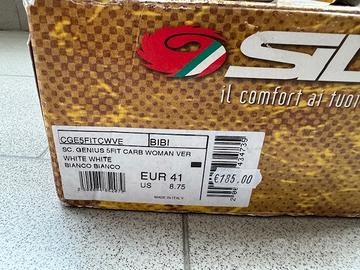 SID
il comfort ai tuoi
CGE5FITCWVE BIBI
SC. GENIUS 5FIT CARB WOMAN VER
WHITE WHITE
BIANCO BIANCO
EUR 41
US 8.75
MADE IN ITALY
€185,00